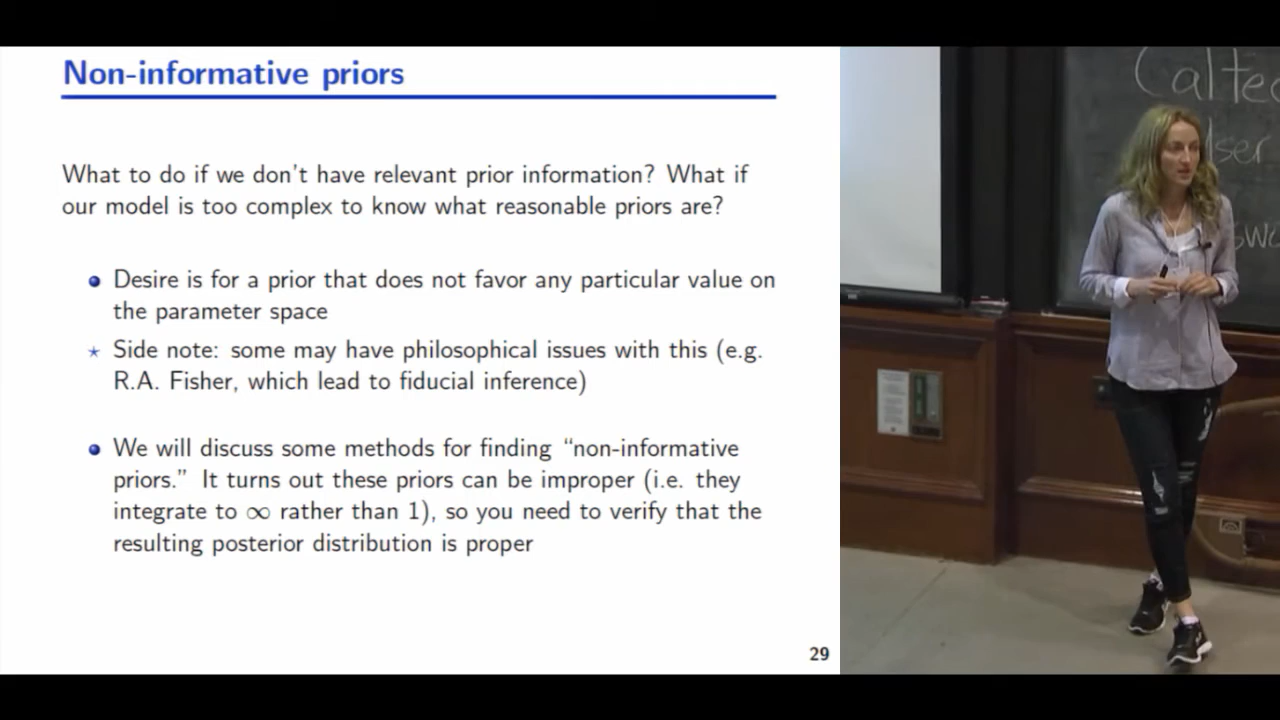 Non-informative priors
What to do if we don't have relevant prior information? What if
our model is too complex to know what reasonable priors are?
Desire is for a prior that does not favor any particular value on
the parameter space
Side note: some may have philosophical issues with this (e.g.
R.A. Fisher, which lead to fiducial inference)
We will discuss some methods for finding “non-informative
priors.” It turns out these priors can be improper (i.e. they
integrate to ∞ rather than 1), so you need to verify that the
resulting posterior distribution is proper
29